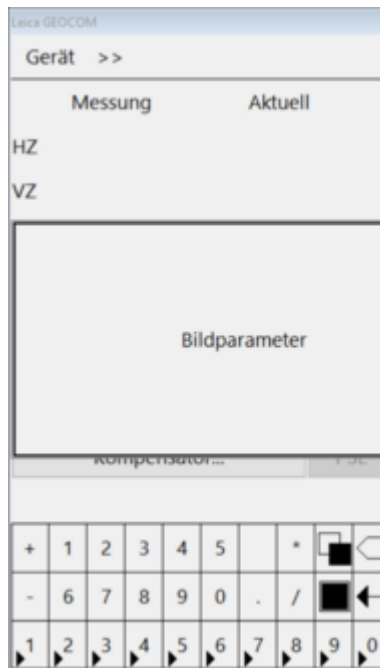 Leica GEOCOM
Gerät >>
Messung Aktuell
HZ
VZ
Bildparameter
Kompensator...
+ 1 2 3 4 5 *
- 6 7 8 9 0 . /
1 2 3 4 5 6 7 8 9 0